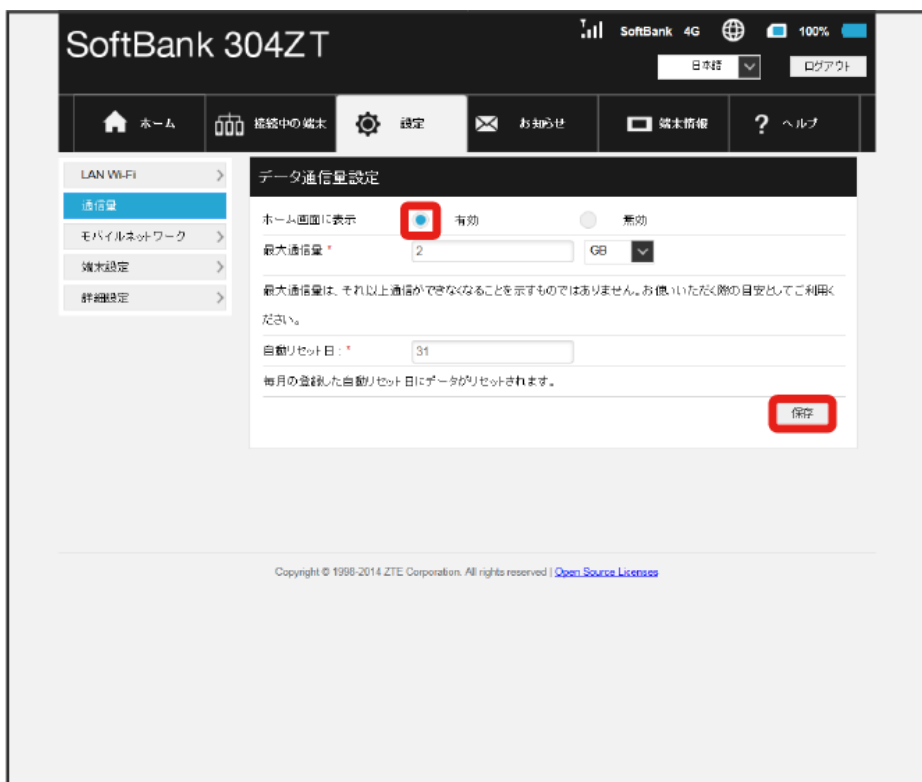 SoftBank 304ZT
SoftBank 4G 100%
日本語 ログアウト
ホーム 接続中の端末 設定 お知らせ 端末情報 ? ヘルプ
LAN Wi-Fi
通信量
モバイルネットワーク
端末設定
詳細設定
データ通信量設定
ホーム画面に表示 有効 無効
最大通信量 * 2 GB
最大通信量は、それ以上通信ができなくなることを示すものではありません。お使いいただく際の目安としてご利用く
ださい。
自動リセット日 : * 31
毎月の登録した自動リセット日にデータがリセットされます。
保存
Copyright © 1998-2014 ZTE Corporation. All rights reserved | Open Source Licenses